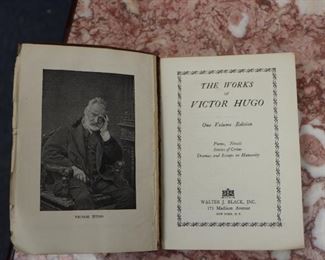 VICTOR HUGO
THE WORKS
OF
VICTOR HUGO
One Volume Edition
Poems, Novels
Stories of Crime
Dramas and Essays on Humanity
WALTER J. BLACK, INC.
171 Madison Avenue
NEW YORK, N. Y.